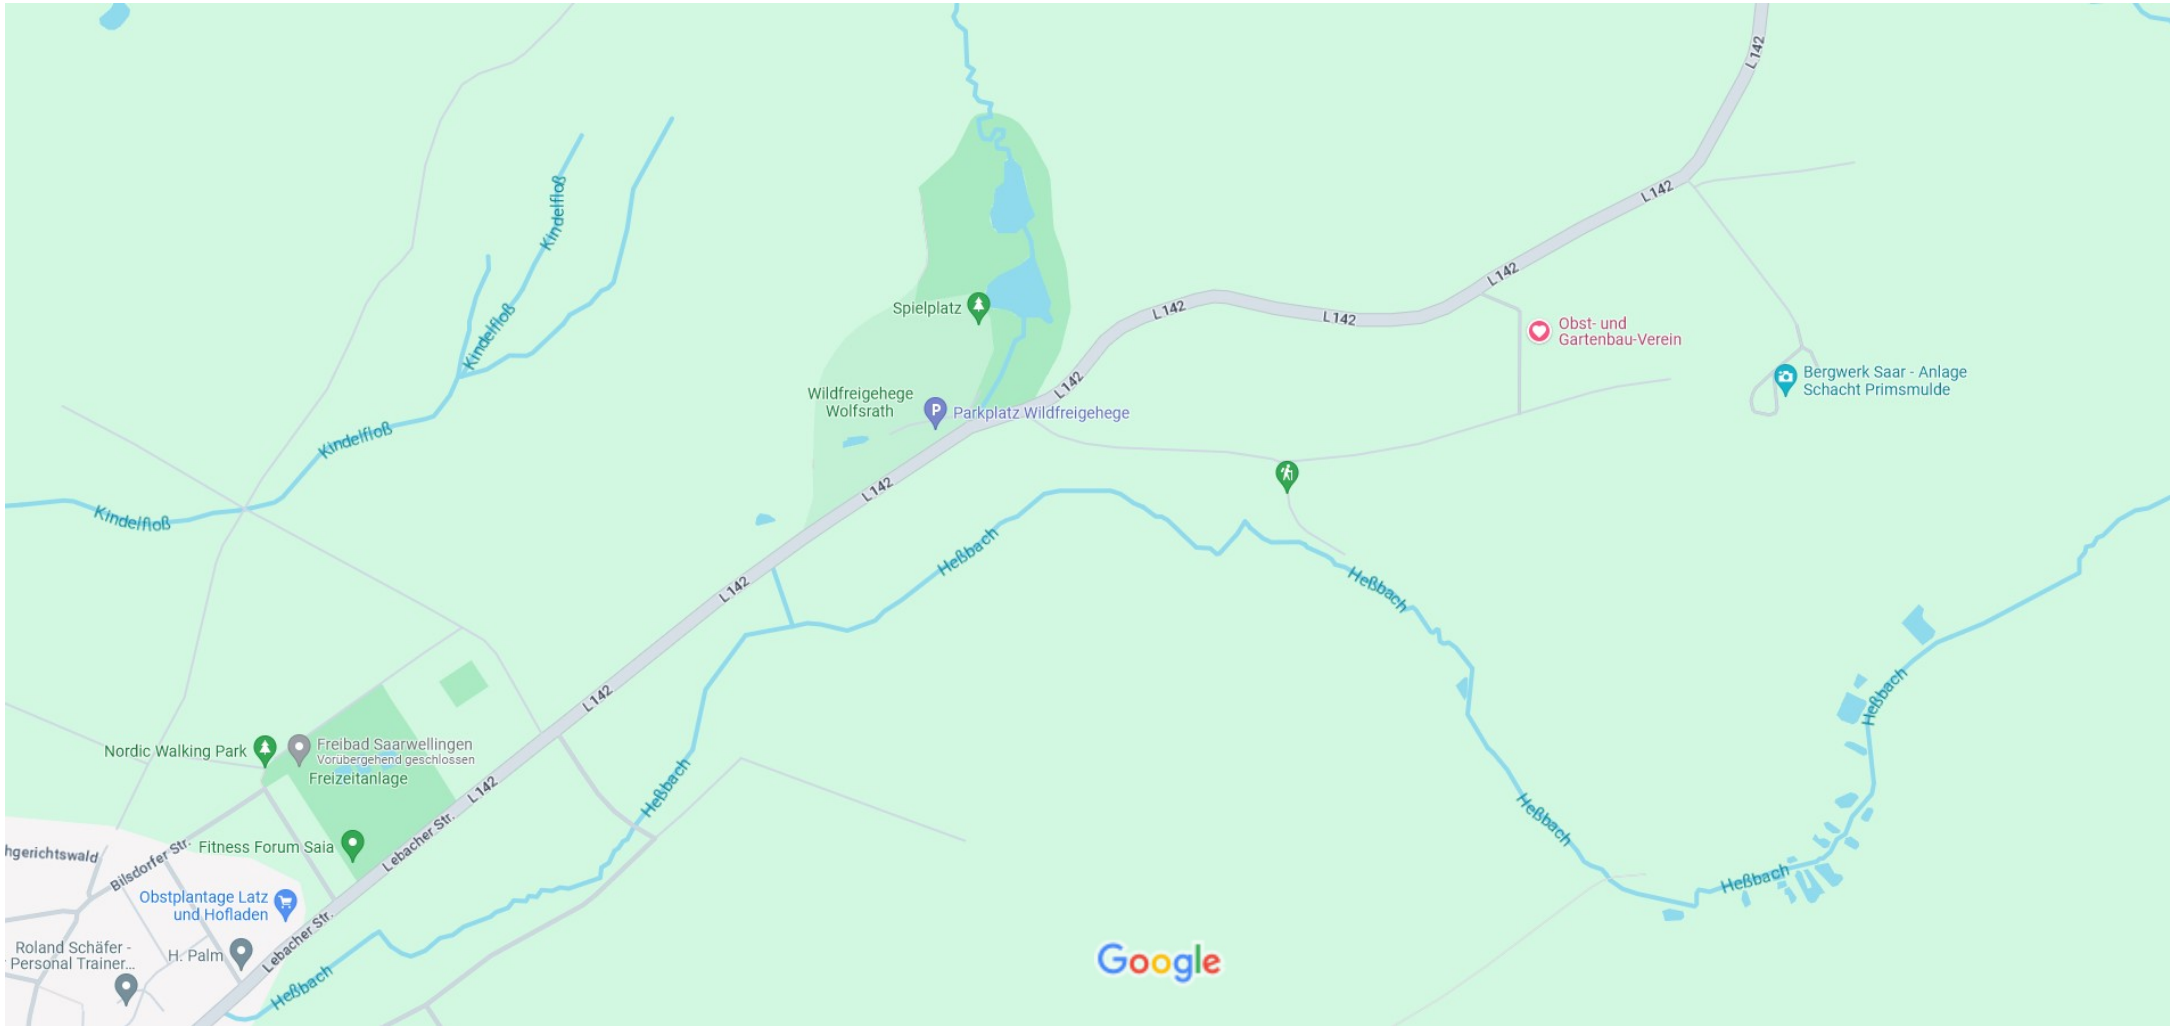 L142
L142
Kindelfloß
L142
Spielplatz
L142
L142
Kindelfloß
Obst- und
Gartenbau-Verein
Bergwerk Saar - Anlage
Schacht Primsmulde
L142
Wildfreigehege
Wolfsrath
Parkplatz Wildfreigehege
Kindelfloß
L142
Kindelfloß
Heßbach
L142
Heßbach
L142
Heßbach
Nordic Walking Park
Freibad Saarwellingen
Vorübergehend geschlossen
Freizeitanlage
L142
Heßbach
Heßbach
Lebacher Str.
Fitness Forum Saia
hgerichtswald
Bilsdorfer Str.
Heßbach
Obstplantage Latz
und Hofladen
Lebacher Str.
Roland Schäfer -
Personal Trainer...
H. Palm
Heßbach
Google